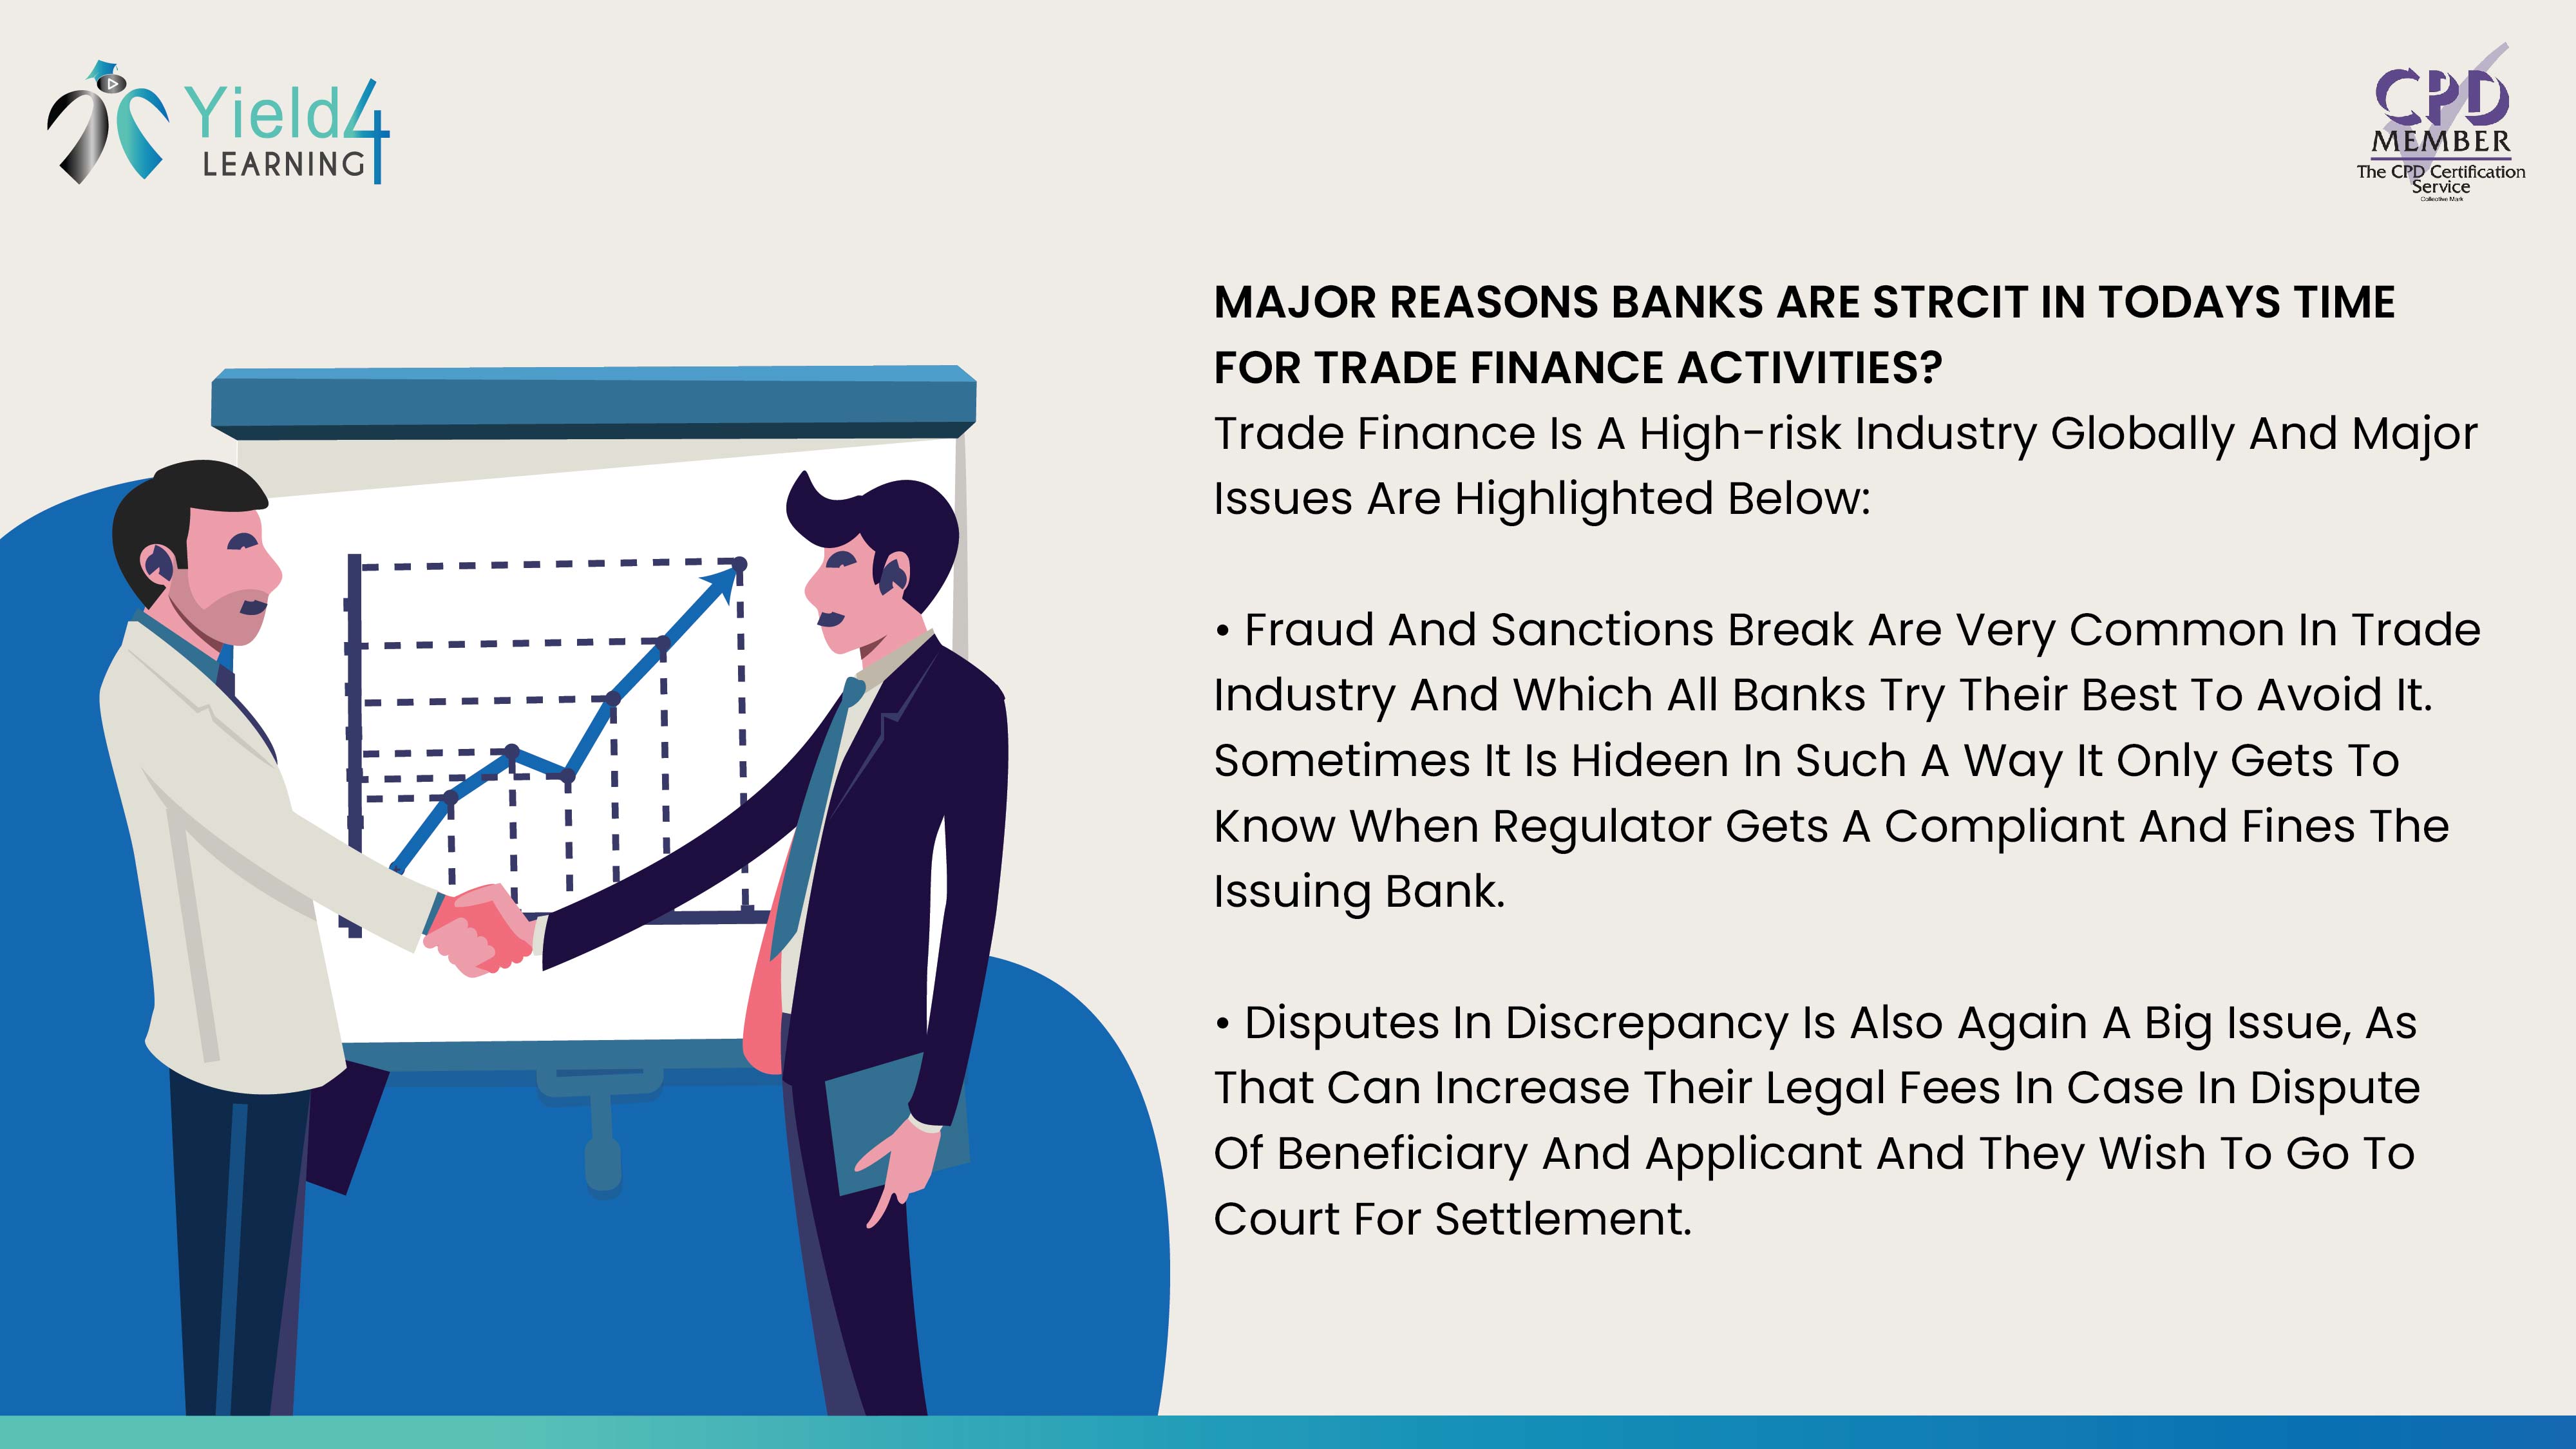 Yield4
LEARNING
CPD
MEMBER
The CPD Certification
Service
Collective Mark
MAJOR REASONS BANKS ARE STRCIT IN TODAYS TIME
FOR TRADE FINANCE ACTIVITIES?
Trade Finance Is A High-risk Industry Globally And Major
Issues Are Highlighted Below:
• Fraud And Sanctions Break Are Very Common In Trade
Industry And Which All Banks Try Their Best To Avoid It.
Sometimes It Is Hideen In Such A Way It Only Gets To
Know When Regulator Gets A Compliant And Fines The
Issuing Bank.
• Disputes In Discrepancy Is Also Again A Big Issue, As
That Can Increase Their Legal Fees In Case In Dispute
Of Beneficiary And Applicant And They Wish To Go To
Court For Settlement.